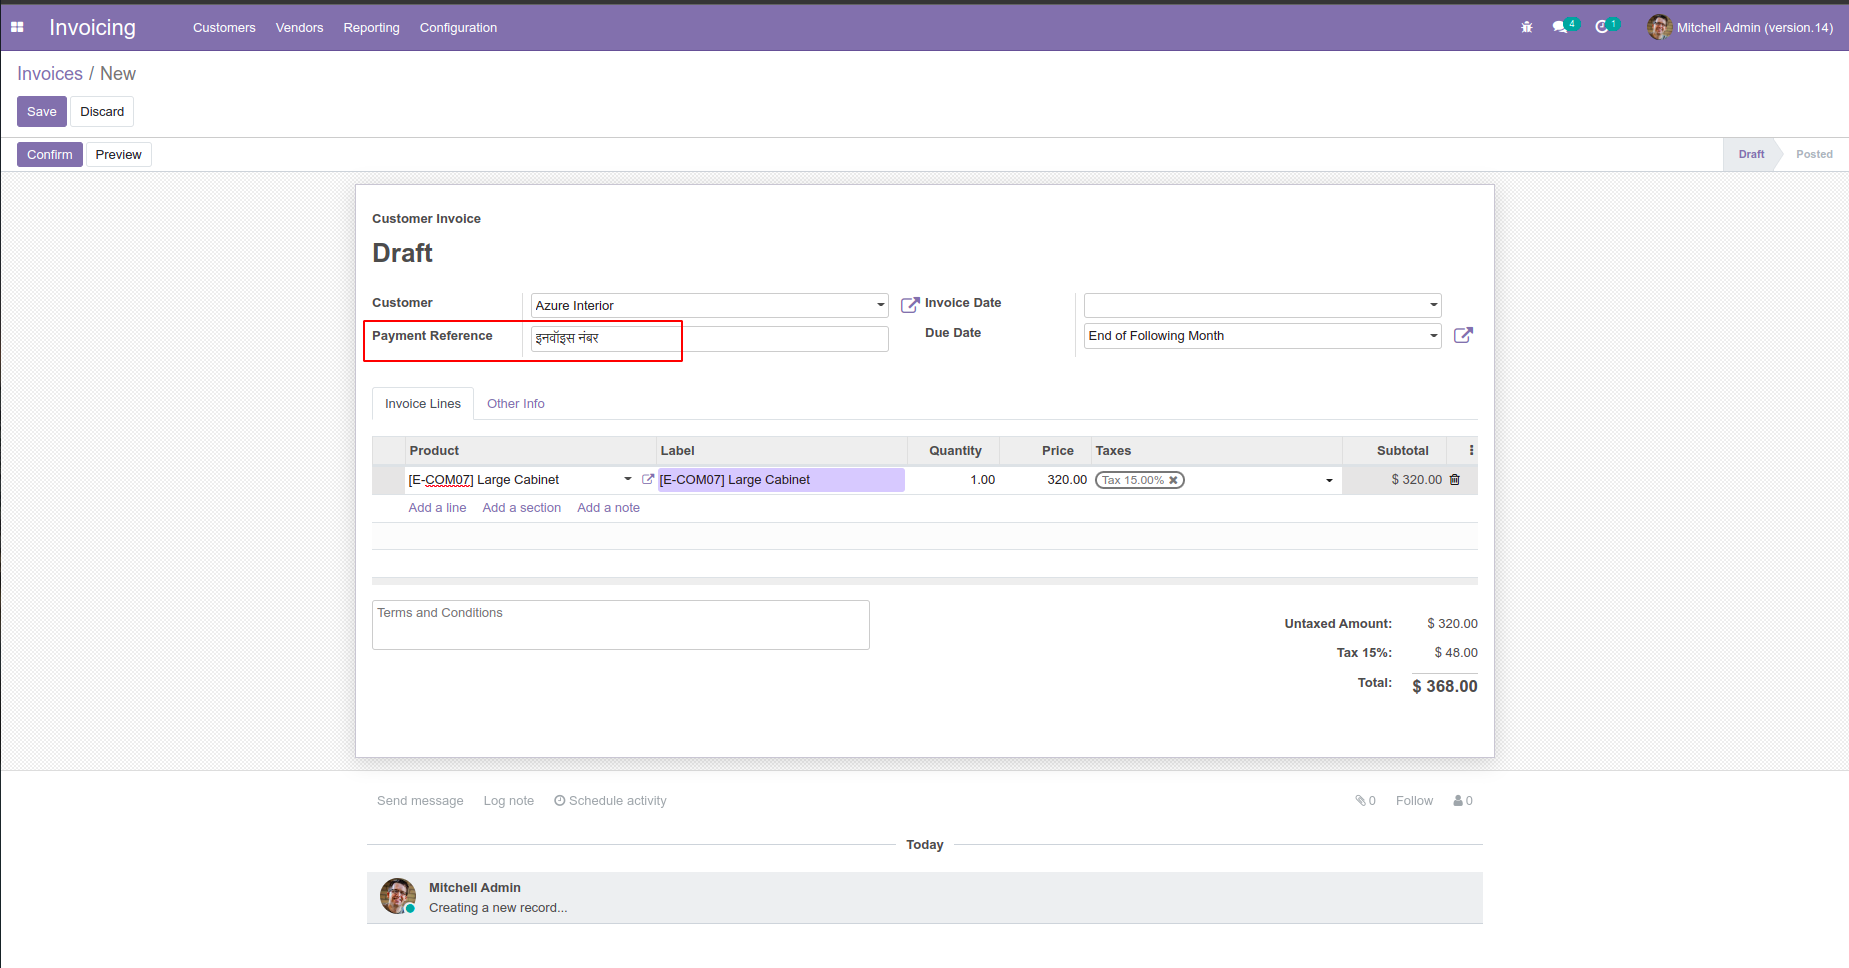 Invoicing Customers Vendors Reporting Configuration 4 1 Mitchell Admin (version.14)
Invoices / New
Save Discard
Confirm Preview Draft Posted
Customer Invoice
Draft
Customer Azure Interior Invoice Date
Payment Reference इनवॉइस नंबर Due Date End of Following Month
Invoice Lines Other Info
Product Label Quantity Price Taxes Subtotal
[E-COM07] Large Cabinet [E-COM07] Large Cabinet 1.00 320.00 Tax 15.00% $ 320.00
Add a line Add a section Add a note
Terms and Conditions
Untaxed Amount: $ 320.00
Tax 15%: $ 48.00
Total: $ 368.00
Send message Log note Schedule activity 0 Follow 0
Today
Mitchell Admin
Creating a new record...